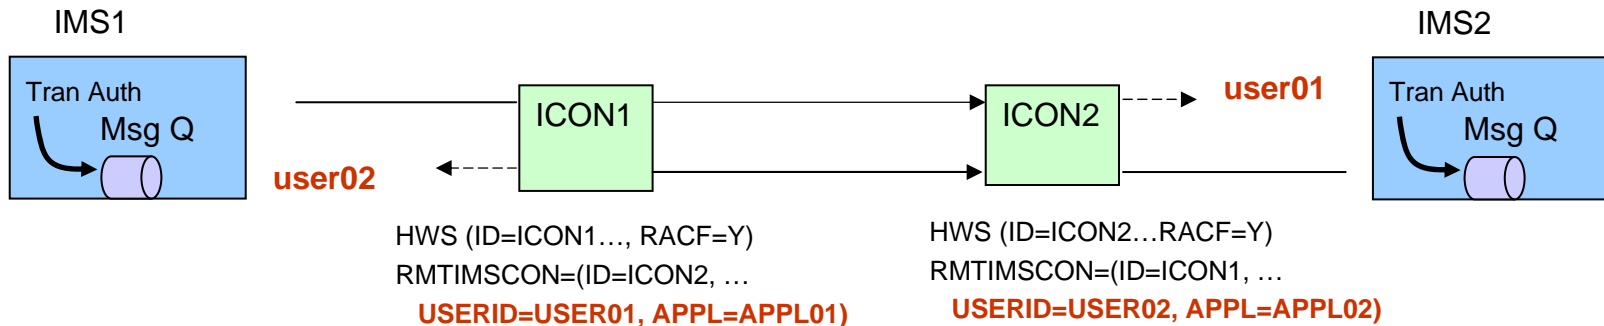 IMS1
IMS2
Tran Auth
Msg Q
user02
ICON1
ICON2
user01
Tran Auth
Msg Q
HWS (ID=ICON1…, RACF=Y)
RMTIMSCON=(ID=ICON2, …
USERID=USER01, APPL=APPL01)
HWS (ID=ICON2…RACF=Y)
RMTIMSCON=(ID=ICON1, …
USERID=USER02, APPL=APPL02)